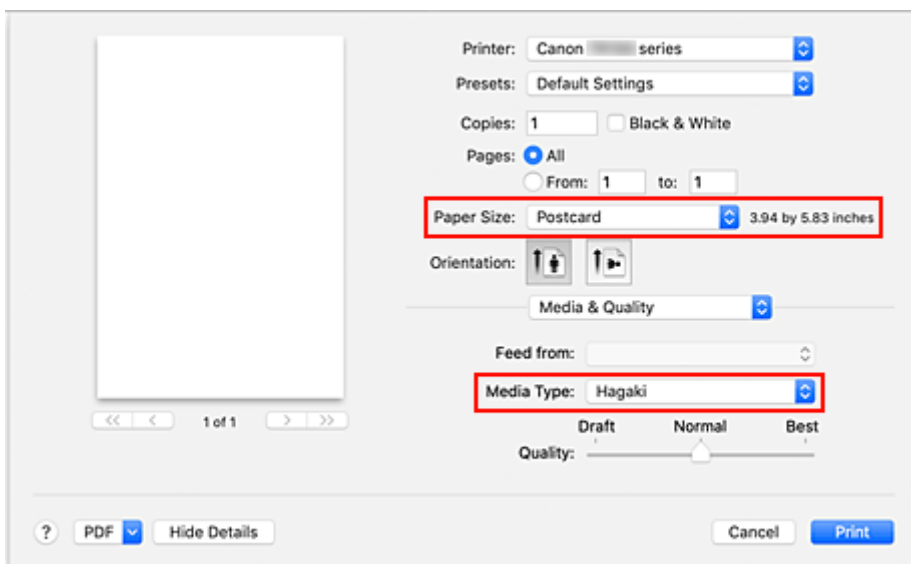 Printer: Canon series
Presets: Default Settings
Copies: 1 Black & White
Pages: All
From: 1 to: 1
Paper Size: Postcard 3.94 by 5.83 inches
Orientation:
Media & Quality
Feed from:
Media Type: Hagaki
Draft Normal Best
Quality:
<< < 1 of 1 > >>
? PDF Hide Details Cancel Print